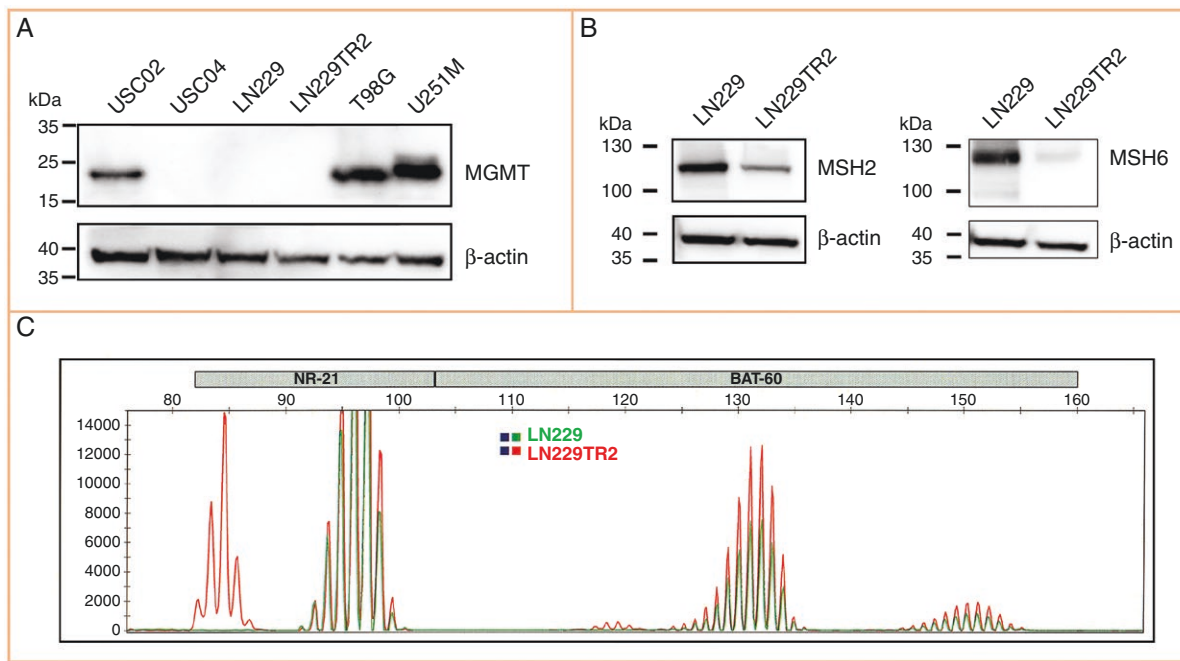 A
USC02 USC04 LN229 LN229TR2 T98G U251M
kDa
35
25
15
MGMT
40
35
β-actin
B
LN229 LN229TR2
kDa
130
100
MSH2
40
35
β-actin
LN229 LN229TR2
kDa
130
100
MSH6
40
35
β-actin
C
NR-21 BAT-60
80 90 100 110 120 130 140 150 160
14000
12000
10000
8000
6000
4000
2000
0
LN229
LN229TR2